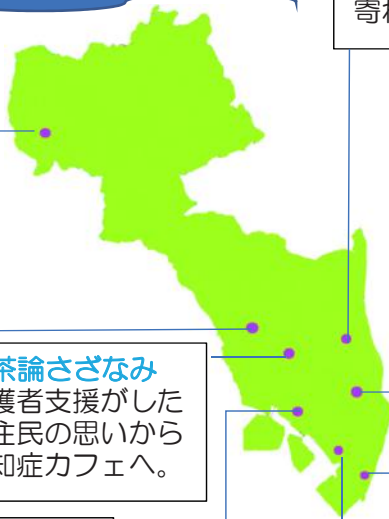 寄
茶論さざなみ
護者支援がした
住民の思いから
知症カフェへ。